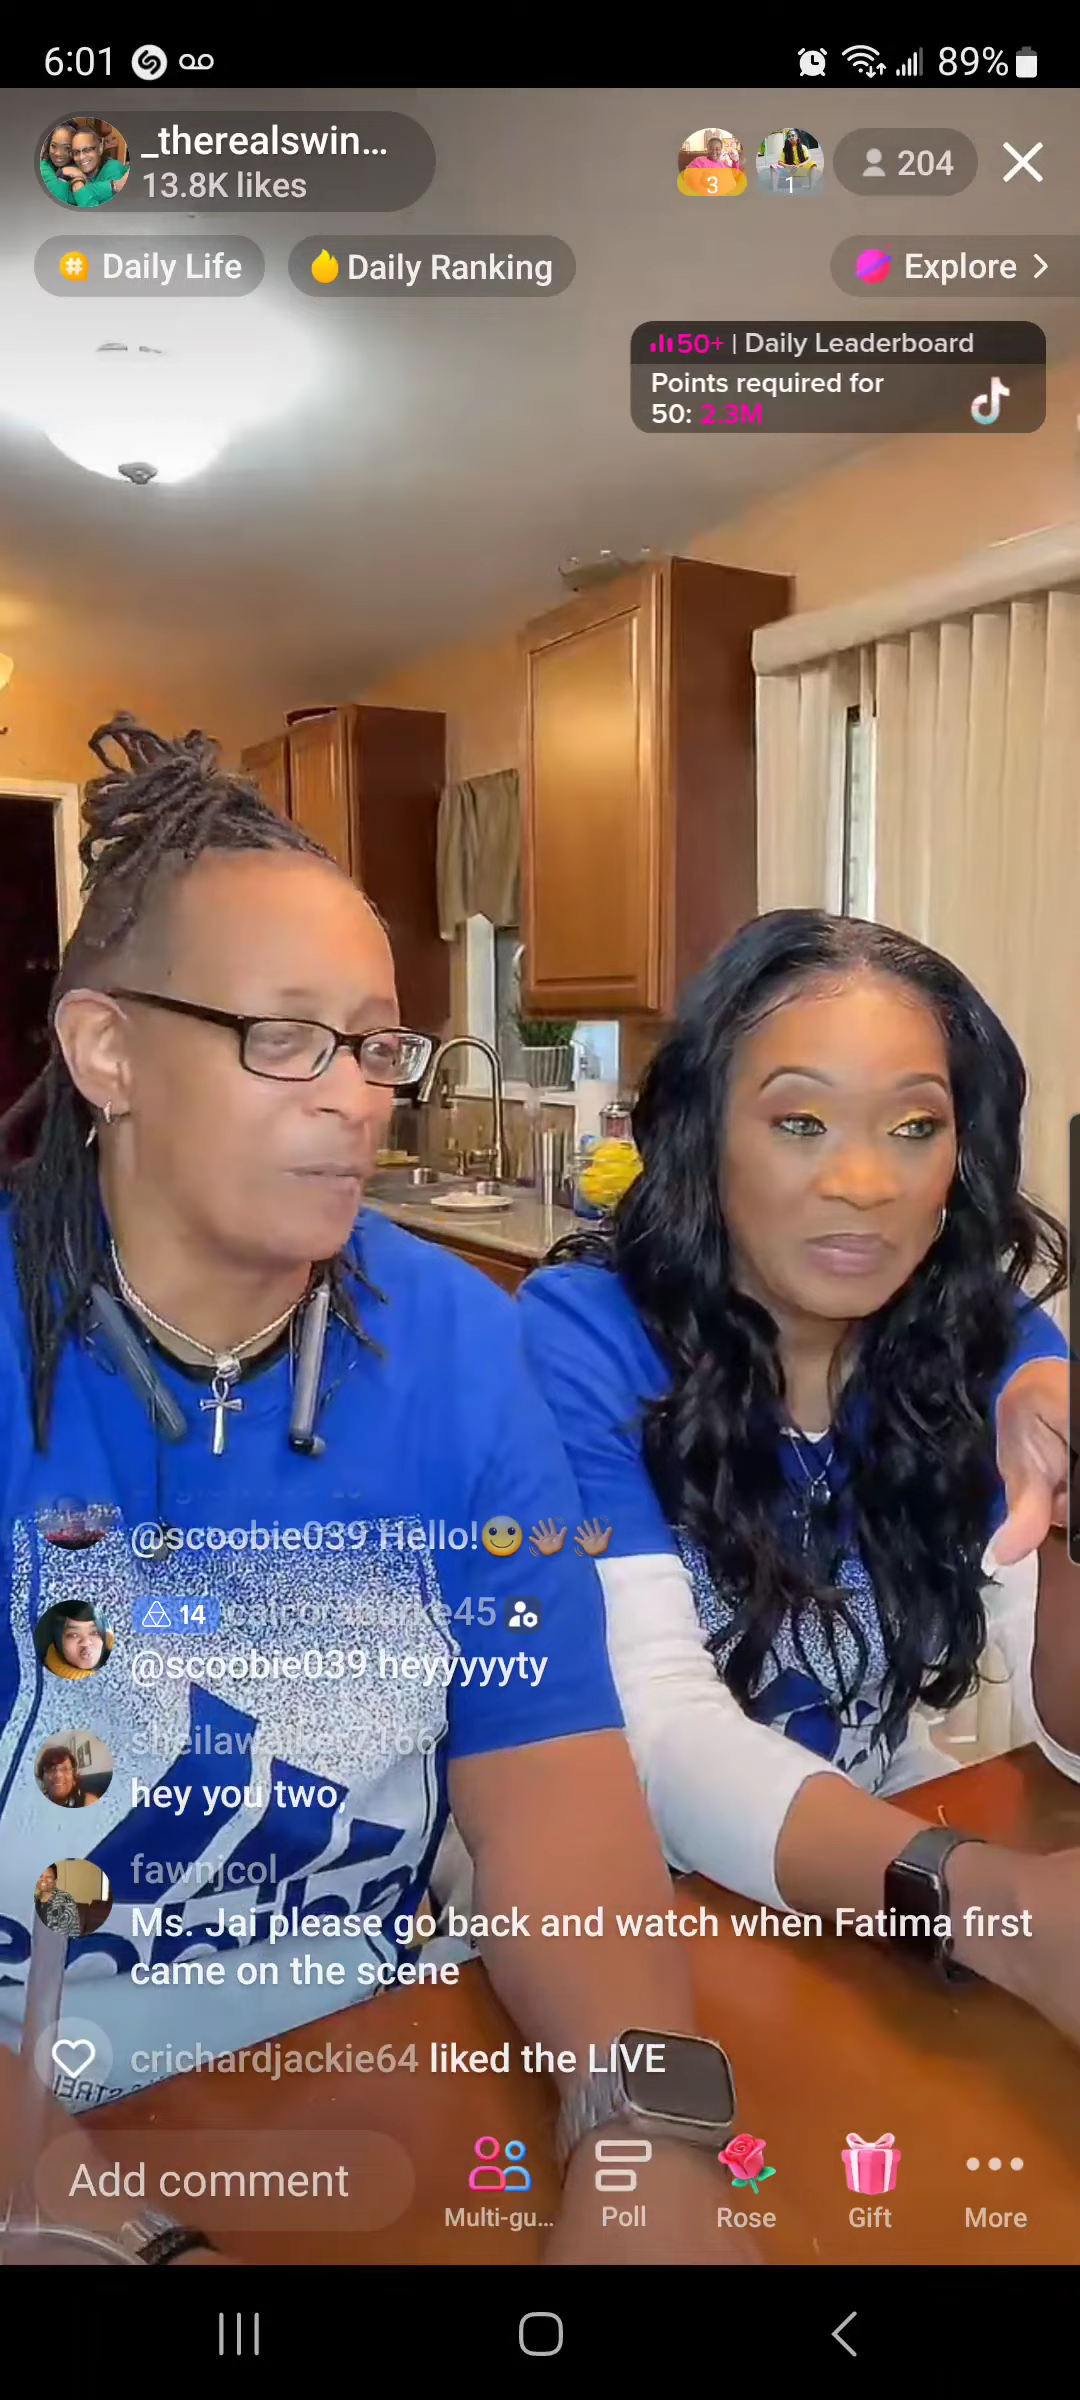 6:01
89%
_therealswin...
13.8K likes
3
1
204
Daily Life
Daily Ranking
Explore >
50+ | Daily Leaderboard
Points required for
50: 2.3M
@scoobie039 Hello!🙂👋🏽👋🏽
14
@scoobie039 heyyyyyty
sheilawalker7166
hey you two,
fawnjcol
Ms. Jai please go back and watch when Fatima first
came on the scene
crichardjackie64 liked the LIVE
Add comment
Multi-gu...
Poll
Rose
Gift
More